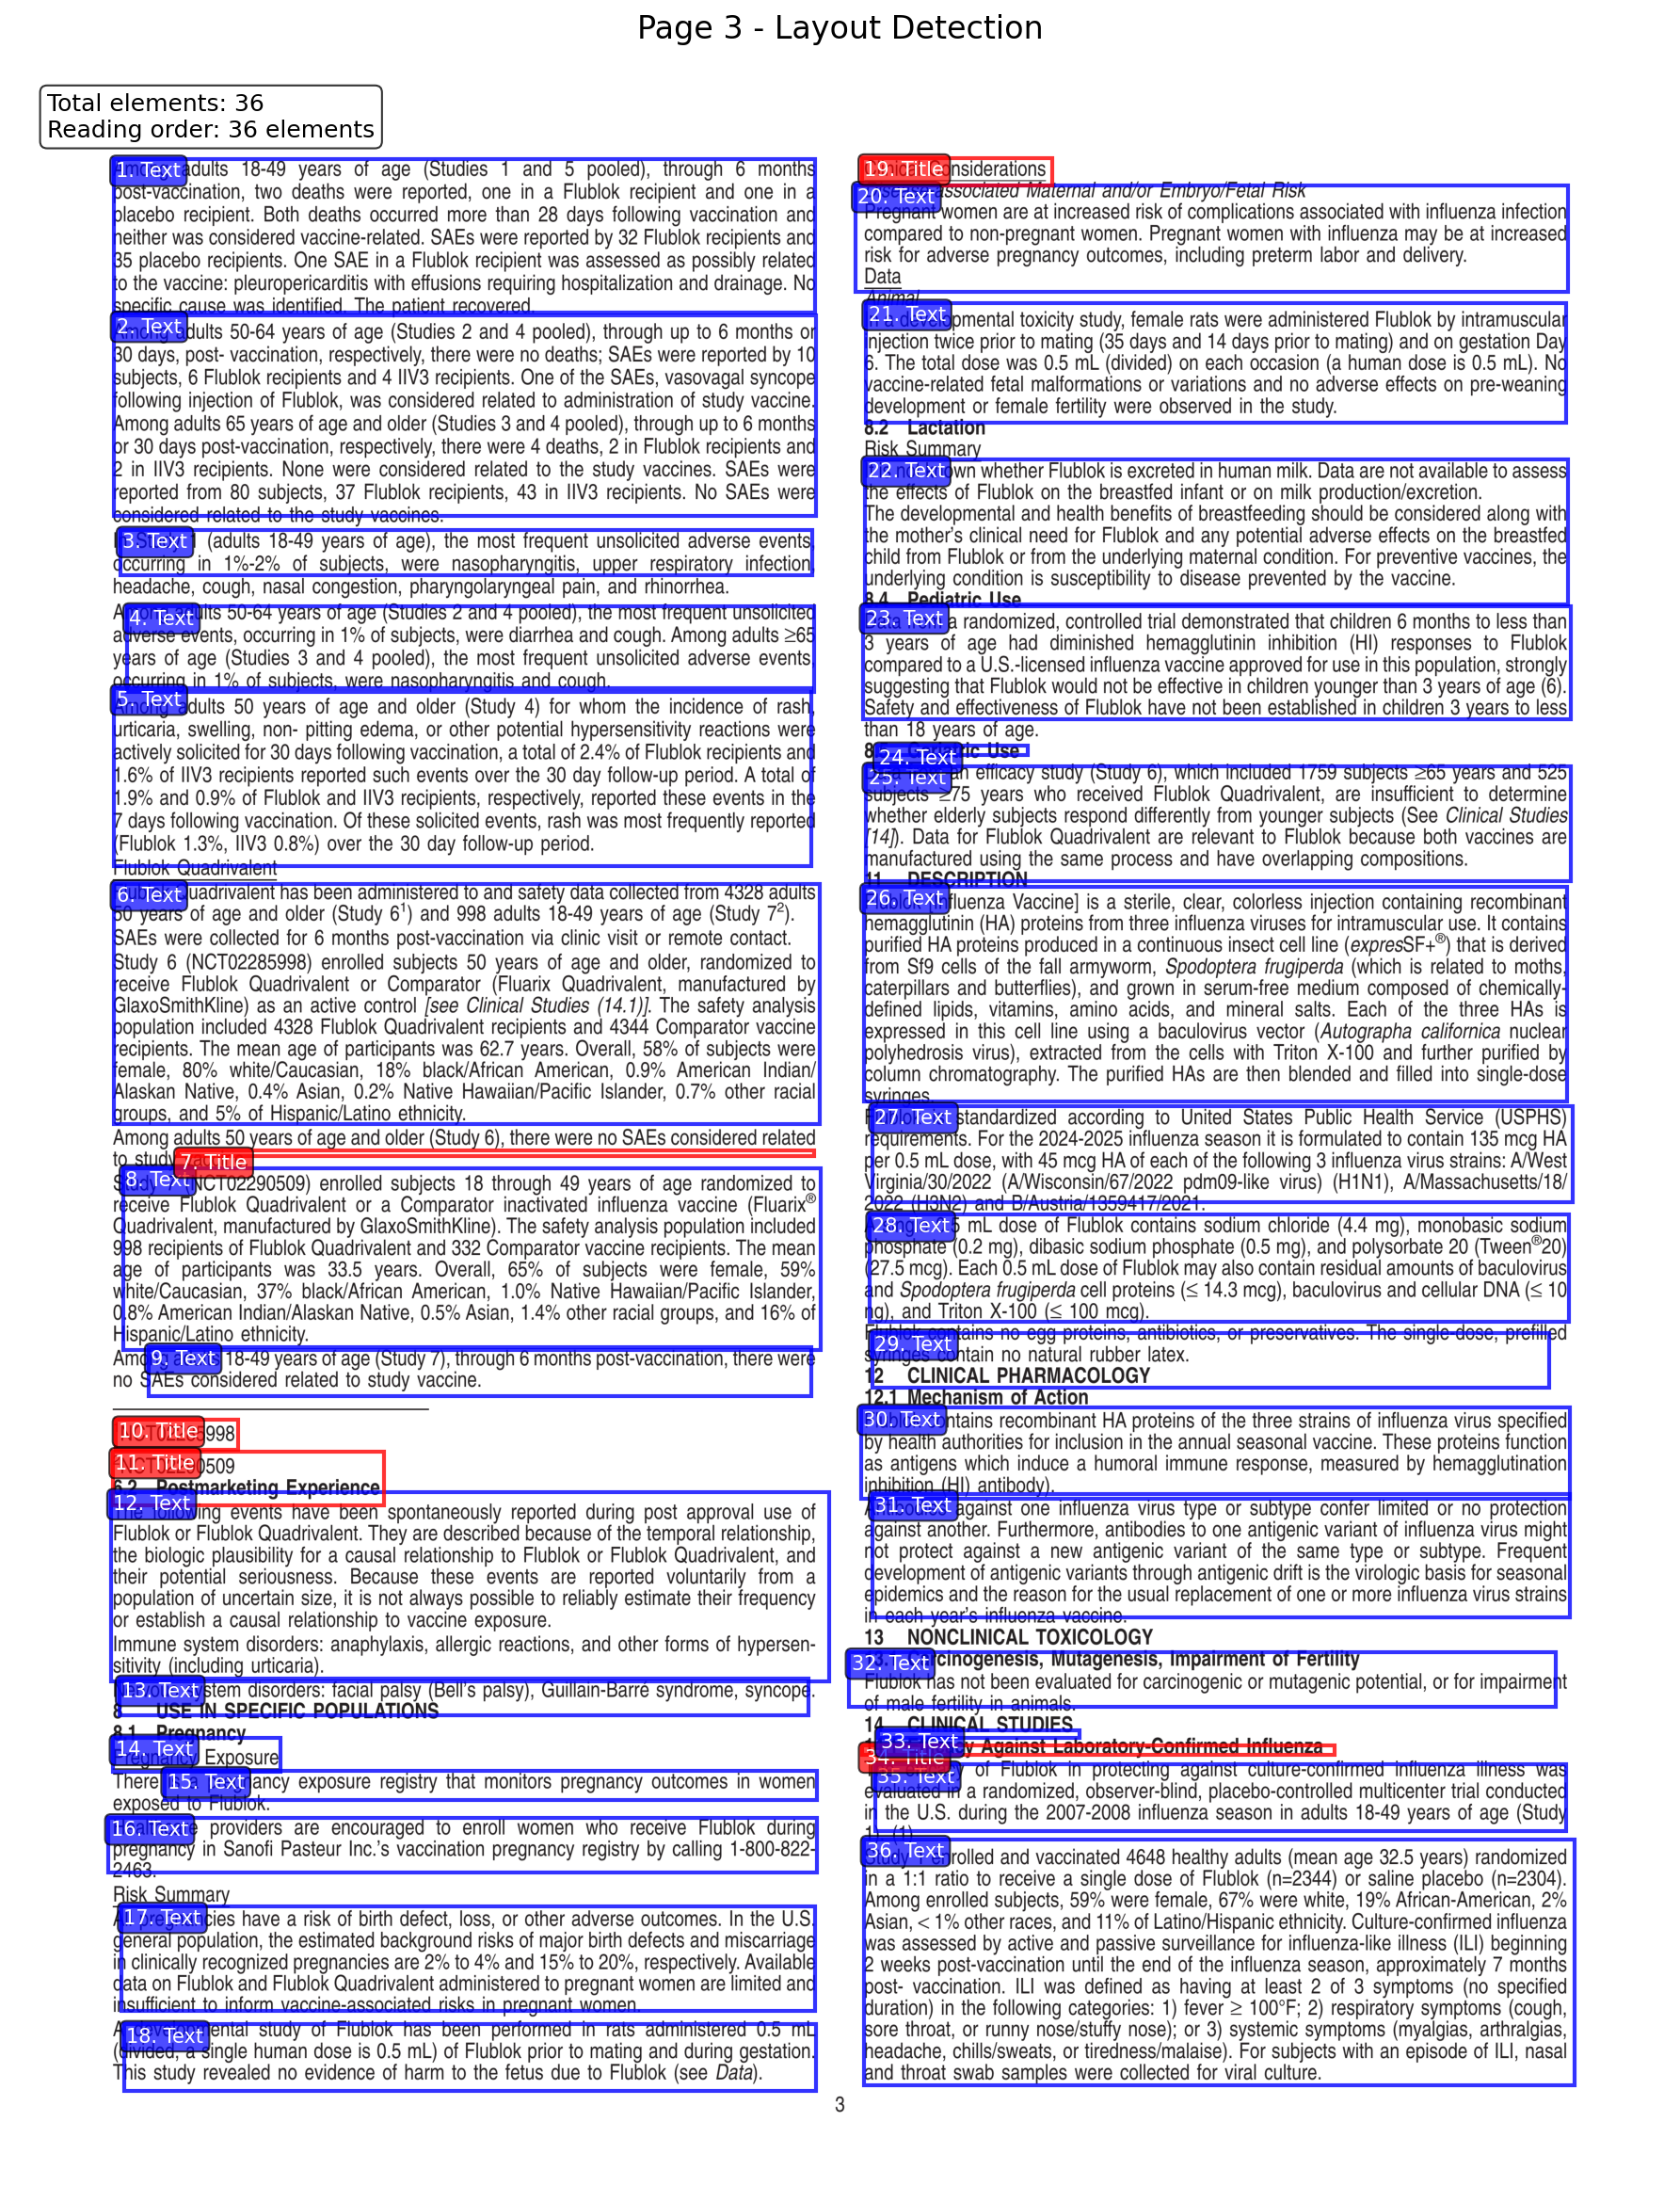 Page 3 - Layout Detection
Total elements: 36
Reading order: 36 elements
1. Text
adults 18-49 years of age (Studies 1 and 5 pooled), through 6 months
post-vaccination, two deaths were reported, one in a Flublok recipient and one in a
placebo recipient. Both deaths occurred more than 28 days following vaccination and
neither was considered vaccine-related. SAEs were reported by 32 Flublok recipients and
35 placebo recipients. One SAE in a Flublok recipient was assessed as possibly related
to the vaccine: pleuropericarditis with effusions requiring hospitalization and drainage. No
specific cause was identified. The patient recovered.
2. Text
adults 50-64 years of age (Studies 2 and 4 pooled), through up to 6 months or
30 days, post- vaccination, respectively, there were no deaths; SAEs were reported by 10
subjects, 6 Flublok recipients and 4 IIV3 recipients. One of the SAEs, vasovagal syncope
following injection of Flublok, was considered related to administration of study vaccine.
Among adults 65 years of age and older (Studies 3 and 4 pooled), through up to 6 months
or 30 days post-vaccination, respectively, there were 4 deaths, 2 in Flublok recipients and
2 in IIV3 recipients. None were considered related to the study vaccines. SAEs were
reported from 80 subjects, 37 Flublok recipients, 43 in IIV3 recipients. No SAEs were
considered related to the study vaccines.
3. Text
1 (adults 18-49 years of age), the most frequent unsolicited adverse events,
occurring in 1%-2% of subjects, were nasopharyngitis, upper respiratory infection,
headache, cough, nasal congestion, pharyngolaryngeal pain, and rhinorrhea.
4. Text
50-64 years of age (Studies 2 and 4 pooled), the most frequent unsolicited
adverse events, occurring in 1% of subjects, were diarrhea and cough. Among adults ≥65
years of age (Studies 3 and 4 pooled), the most frequent unsolicited adverse events,
occurring in 1% of subjects, were nasopharyngitis and cough.
5. Text
adults 50 years of age and older (Study 4) for whom the incidence of rash,
urticaria, swelling, non- pitting edema, or other potential hypersensitivity reactions were
actively solicited for 30 days following vaccination, a total of 2.4% of Flublok recipients and
1.6% of IIV3 recipients reported such events over the 30 day follow-up period. A total of
1.9% and 0.9% of Flublok and IIV3 recipients, respectively, reported these events in the
7 days following vaccination. Of these solicited events, rash was most frequently reported
(Flublok 1.3%, IIV3 0.8%) over the 30 day follow-up period.
Flublok Quadrivalent
6. Text
Quadrivalent has been administered to and safety data collected from 4328 adults
50 years of age and older (Study 6¹) and 998 adults 18-49 years of age (Study 7²).
SAEs were collected for 6 months post-vaccination via clinic visit or remote contact.
Study 6 (NCT02285998) enrolled subjects 50 years of age and older, randomized to
receive Flublok Quadrivalent or Comparator (Fluarix Quadrivalent, manufactured by
GlaxoSmithKline) as an active control [see Clinical Studies (14.1)]. The safety analysis
population included 4328 Flublok Quadrivalent recipients and 4344 Comparator vaccine
recipients. The mean age of participants was 62.7 years. Overall, 58% of subjects were
female, 80% white/Caucasian, 18% black/African American, 0.9% American Indian/
Alaskan Native, 0.4% Asian, 0.2% Native Hawaiian/Pacific Islander, 0.7% other racial
groups, and 5% of Hispanic/Latino ethnicity.
Among adults 50 years of age and older (Study 6), there were no SAEs considered related
to study
7. Title
8. Text
(NCT02290509) enrolled subjects 18 through 49 years of age randomized to
receive Flublok Quadrivalent or a Comparator inactivated influenza vaccine (Fluarix®
Quadrivalent, manufactured by GlaxoSmithKline). The safety analysis population included
998 recipients of Flublok Quadrivalent and 332 Comparator vaccine recipients. The mean
age of participants was 33.5 years. Overall, 65% of subjects were female, 59%
white/Caucasian, 37% black/African American, 1.0% Native Hawaiian/Pacific Islander,
0.8% American Indian/Alaskan Native, 0.5% Asian, 1.4% other racial groups, and 16% of
Hispanic/Latino ethnicity.
9. Text
18-49 years of age (Study 7), through 6 months post-vaccination, there were
no SAEs considered related to study vaccine.
10. Title
11. Title
6.2 Postmarketing Experience
12. Text
The following events have been spontaneously reported during post approval use of
Flublok or Flublok Quadrivalent. They are described because of the temporal relationship,
the biologic plausibility for a causal relationship to Flublok or Flublok Quadrivalent, and
their potential seriousness. Because these events are reported voluntarily from a
population of uncertain size, it is not always possible to reliably estimate their frequency
or establish a causal relationship to vaccine exposure.
Immune system disorders: anaphylaxis, allergic reactions, and other forms of hypersen-
sitivity (including urticaria).
13. Text
system disorders: facial palsy (Bell's palsy), Guillain-Barré syndrome, syncope.
8 USE IN SPECIFIC POPULATIONS
8.1 Pregnancy
14. Text
Pregnancy Exposure
15. Text
There pregnancy exposure registry that monitors pregnancy outcomes in women
exposed to Flublok.
16. Text
providers are encouraged to enroll women who receive Flublok during
pregnancy in Sanofi Pasteur Inc.'s vaccination pregnancy registry by calling 1-800-822-
2463.
Risk Summary
17. Text
have a risk of birth defect, loss, or other adverse outcomes. In the U.S.
general population, the estimated background risks of major birth defects and miscarriage
in clinically recognized pregnancies are 2% to 4% and 15% to 20%, respectively. Available
data on Flublok and Flublok Quadrivalent administered to pregnant women are limited and
insufficient to inform vaccine-associated risks in pregnant women.
18. Text
A developmental study of Flublok has been performed in rats administered 0.5 mL
(divided, a single human dose is 0.5 mL) of Flublok prior to mating and during gestation.
This study revealed no evidence of harm to the fetus due to Flublok (see Data).
19. Title
Considerations
20. Text
associated Maternal and/or Embryo/Fetal Risk
Pregnant women are at increased risk of complications associated with influenza infection
compared to non-pregnant women. Pregnant women with influenza may be at increased
risk for adverse pregnancy outcomes, including preterm labor and delivery.
Data
Animal
21. Text
In a developmental toxicity study, female rats were administered Flublok by intramuscular
injection twice prior to mating (35 days and 14 days prior to mating) and on gestation Day
6. The total dose was 0.5 mL (divided) on each occasion (a human dose is 0.5 mL). No
vaccine-related fetal malformations or variations and no adverse effects on pre-weaning
development or female fertility were observed in the study.
8.2 Lactation
Risk Summary
22. Text
known whether Flublok is excreted in human milk. Data are not available to assess
the effects of Flublok on the breastfed infant or on milk production/excretion.
The developmental and health benefits of breastfeeding should be considered along with
the mother's clinical need for Flublok and any potential adverse effects on the breastfed
child from Flublok or from the underlying maternal condition. For preventive vaccines, the
underlying condition is susceptibility to disease prevented by the vaccine.
8.4 Pediatric Use
23. Text
a randomized, controlled trial demonstrated that children 6 months to less than
3 years of age had diminished hemagglutinin inhibition (HI) responses to Flublok
compared to a U.S.-licensed influenza vaccine approved for use in this population, strongly
suggesting that Flublok would not be effective in children younger than 3 years of age (6).
Safety and effectiveness of Flublok have not been established in children 3 years to less
than 18 years of age.
24. Text
Geriatric Use
25. Text
an efficacy study (Study 6), which included 1759 subjects ≥65 years and 525
subjects ≥75 years who received Flublok Quadrivalent, are insufficient to determine
whether elderly subjects respond differently from younger subjects (See Clinical Studies
[14]). Data for Flublok Quadrivalent are relevant to Flublok because both vaccines are
manufactured using the same process and have overlapping compositions.
11 DESCRIPTION
26. Text
[Influenza Vaccine] is a sterile, clear, colorless injection containing recombinant
hemagglutinin (HA) proteins from three influenza viruses for intramuscular use. It contains
purified HA proteins produced in a continuous insect cell line (expresSF+®) that is derived
from Sf9 cells of the fall armyworm, Spodoptera frugiperda (which is related to moths,
caterpillars and butterflies), and grown in serum-free medium composed of chemically-
defined lipids, vitamins, amino acids, and mineral salts. Each of the three HAs is
expressed in this cell line using a baculovirus vector (Autographa californica nuclear
polyhedrosis virus), extracted from the cells with Triton X-100 and further purified by
column chromatography. The purified HAs are then blended and filled into single-dose
syringes.
27. Text
standardized according to United States Public Health Service (USPHS)
requirements. For the 2024-2025 influenza season it is formulated to contain 135 mcg HA
per 0.5 mL dose, with 45 mcg HA of each of the following 3 influenza virus strains: A/West
Virginia/30/2022 (A/Wisconsin/67/2022 pdm09-like virus) (H1N1), A/Massachusetts/18/
2022 (H3N2) and B/Austria/1359417/2021.
28. Text
mL dose of Flublok contains sodium chloride (4.4 mg), monobasic sodium
phosphate (0.2 mg), dibasic sodium phosphate (0.5 mg), and polysorbate 20 (Tween®20)
(27.5 mcg). Each 0.5 mL dose of Flublok may also contain residual amounts of baculovirus
and Spodoptera frugiperda cell proteins (≤ 14.3 mcg), baculovirus and cellular DNA (≤ 10
ng), and Triton X-100 (≤ 100 mcg).
Flublok contains no egg proteins, antibiotics, or preservatives. The single-dose, prefilled
29. Text
syringes contain no natural rubber latex.
12 CLINICAL PHARMACOLOGY
12.1 Mechanism of Action
30. Text
contains recombinant HA proteins of the three strains of influenza virus specified
by health authorities for inclusion in the annual seasonal vaccine. These proteins function
as antigens which induce a humoral immune response, measured by hemagglutination
inhibition (HI) antibody).
31. Text
Antibodies against one influenza virus type or subtype confer limited or no protection
against another. Furthermore, antibodies to one antigenic variant of influenza virus might
not protect against a new antigenic variant of the same type or subtype. Frequent
development of antigenic variants through antigenic drift is the virologic basis for seasonal
epidemics and the reason for the usual replacement of one or more influenza virus strains
in each year's influenza vaccine.
13 NONCLINICAL TOXICOLOGY
32. Text
Carcinogenesis, Mutagenesis, Impairment of Fertility
Flublok has not been evaluated for carcinogenic or mutagenic potential, or for impairment
of male fertility in animals.
14 CLINICAL STUDIES
33. Text
Against Laboratory-Confirmed Influenza
34. Title
35. Text
of Flublok in protecting against culture-confirmed influenza illness was
evaluated in a randomized, observer-blind, placebo-controlled multicenter trial conducted
in the U.S. during the 2007-2008 influenza season in adults 18-49 years of age (Study
1) (1).
36. Text
Study 1 enrolled and vaccinated 4648 healthy adults (mean age 32.5 years) randomized
in a 1:1 ratio to receive a single dose of Flublok (n=2344) or saline placebo (n=2304).
Among enrolled subjects, 59% were female, 67% were white, 19% African-American, 2%
Asian, < 1% other races, and 11% of Latino/Hispanic ethnicity. Culture-confirmed influenza
was assessed by active and passive surveillance for influenza-like illness (ILI) beginning
2 weeks post-vaccination until the end of the influenza season, approximately 7 months
post- vaccination. ILI was defined as having at least 2 of 3 symptoms (no specified
duration) in the following categories: 1) fever ≥ 100°F; 2) respiratory symptoms (cough,
sore throat, or runny nose/stuffy nose); or 3) systemic symptoms (myalgias, arthralgias,
headache, chills/sweats, or tiredness/malaise). For subjects with an episode of ILI, nasal
and throat swab samples were collected for viral culture.
3